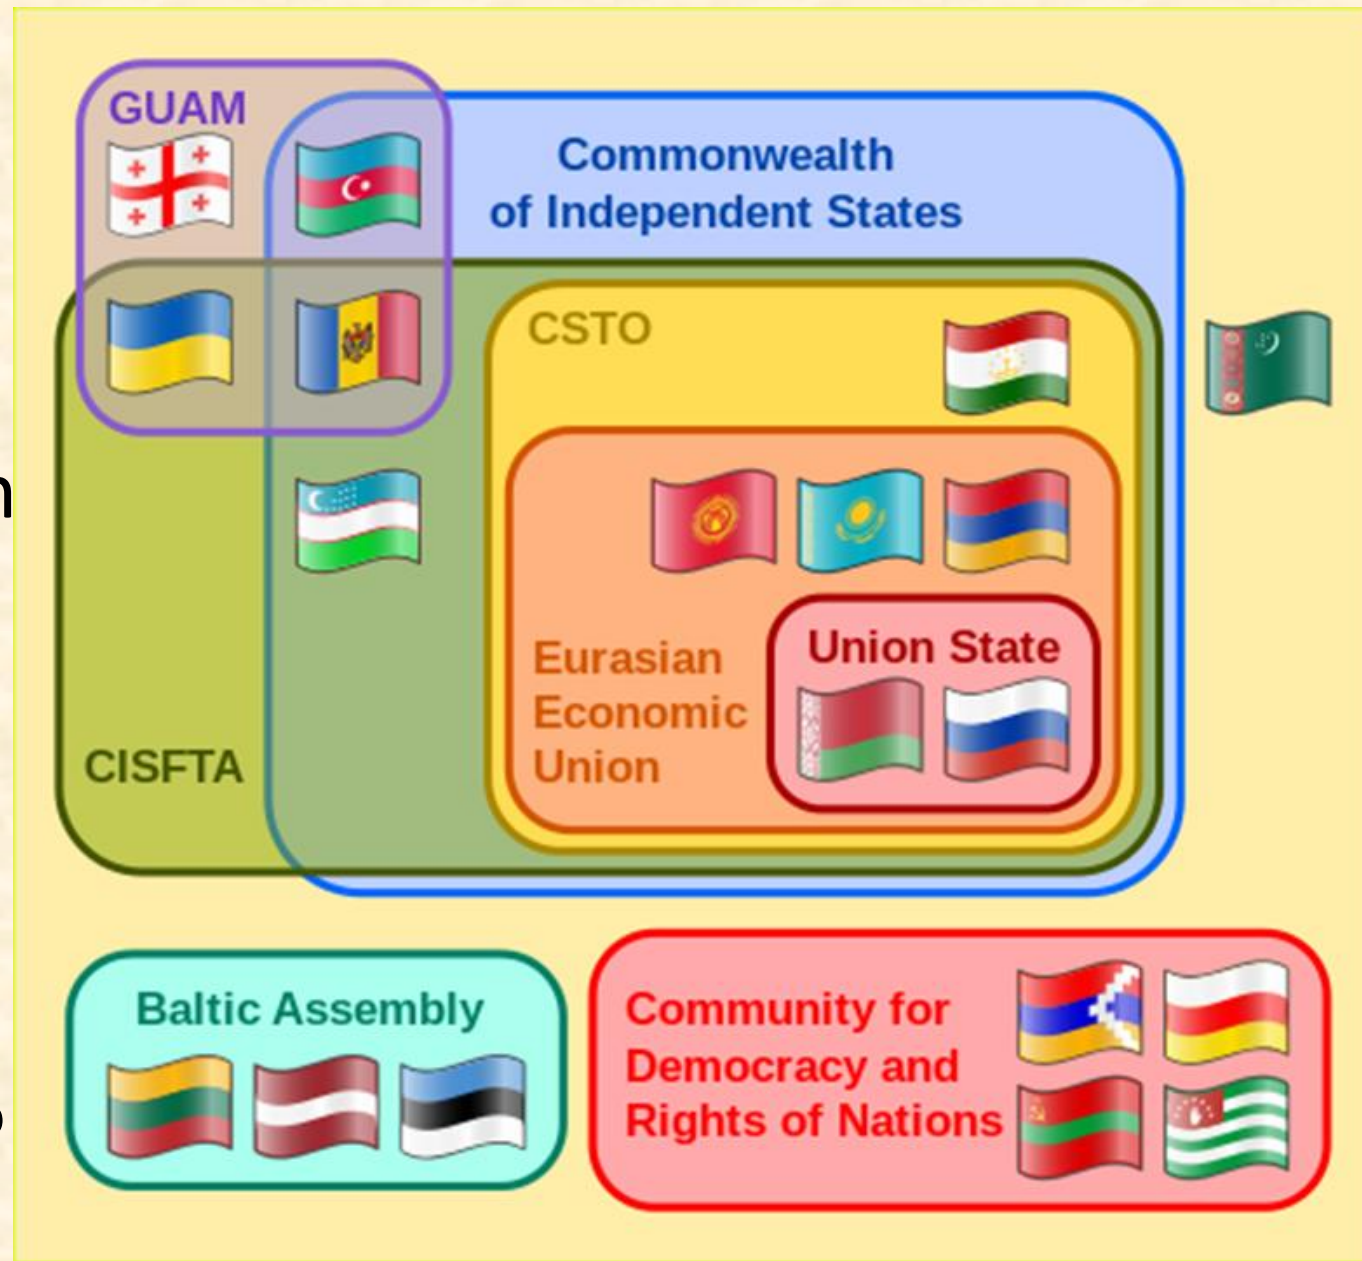 GUAM
Commonwealth
of Independent States
CSTO
n
Eurasian
Economic
Union
Union State
CISFTA
Baltic Assembly
Community for
Democracy and
Rights of Nations